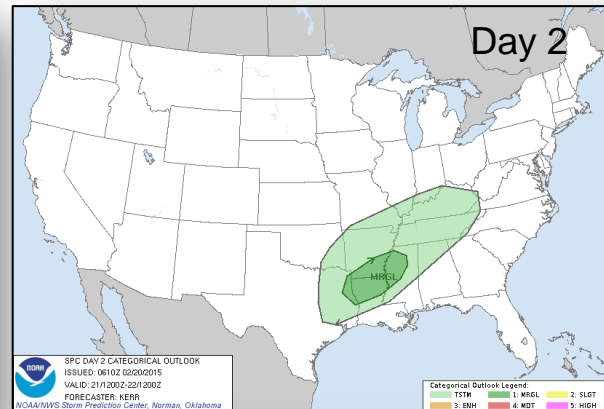 Day 2
MRGL
NOAA
SPC DAY 2 CATEGORICAL OUTLOOK
ISSUED: 0610Z 02/20/2015
VALID: 21/1200Z-22/1200Z
FORECASTER: KERR
NOAA/NWS Storm Prediction Center, Norman, Oklahoma
Categorical Outlook Legend:
TSTM 1: MRGL 2: SLGT
3: ENH 4: MDT 5: HIGH